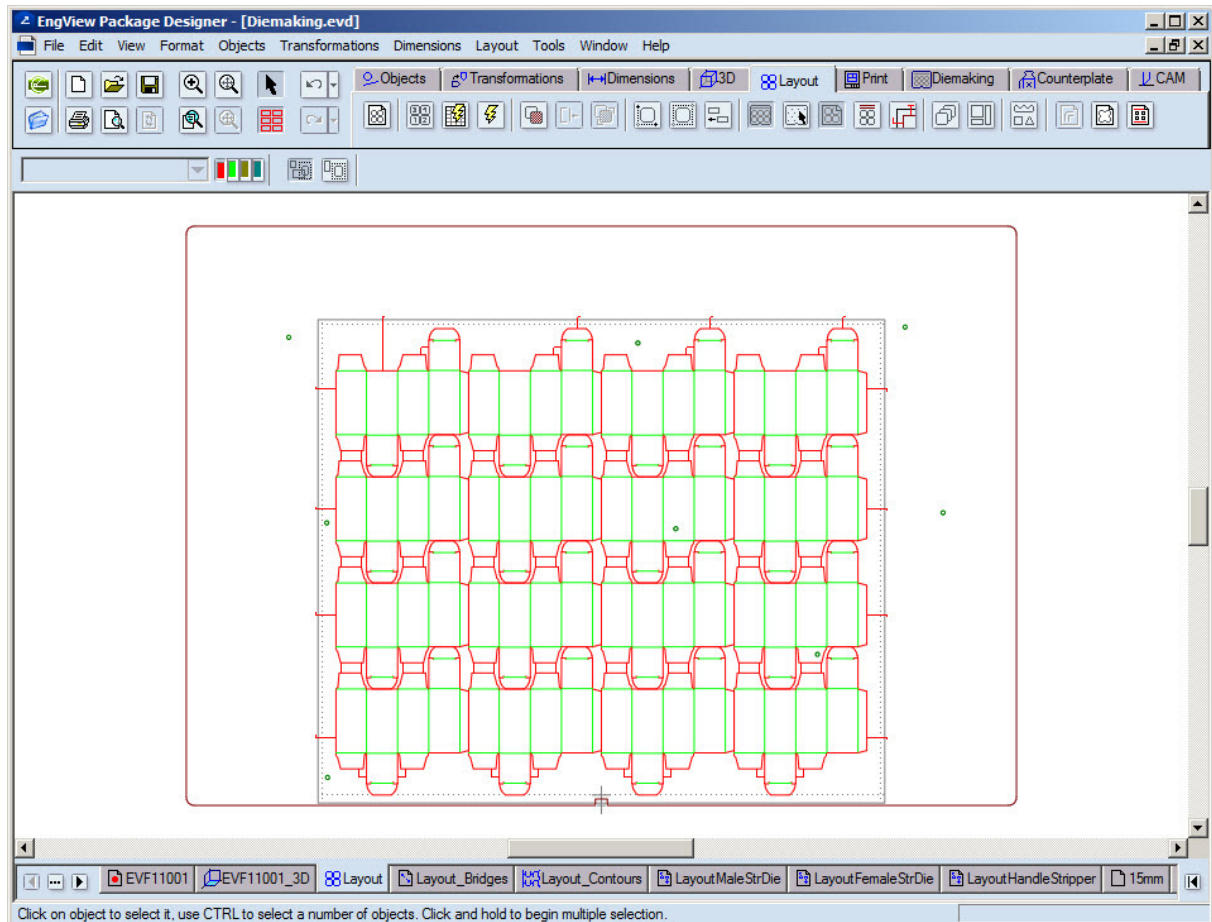 EngView Package Designer - [Diemaking.evd]
File Edit View Format Objects Transformations Dimensions Layout Tools Window Help
Objects Transformations Dimensions 3D Layout Print Diemaking Counterplate CAM
EVF11001 EVF11001_3D Layout Layout_Bridges Layout_Contours LayoutMaleStrDie LayoutFemaleStrDie LayoutHandleStripper 15mm
Click on object to select it, use CTRL to select a number of objects. Click and hold to begin multiple selection.